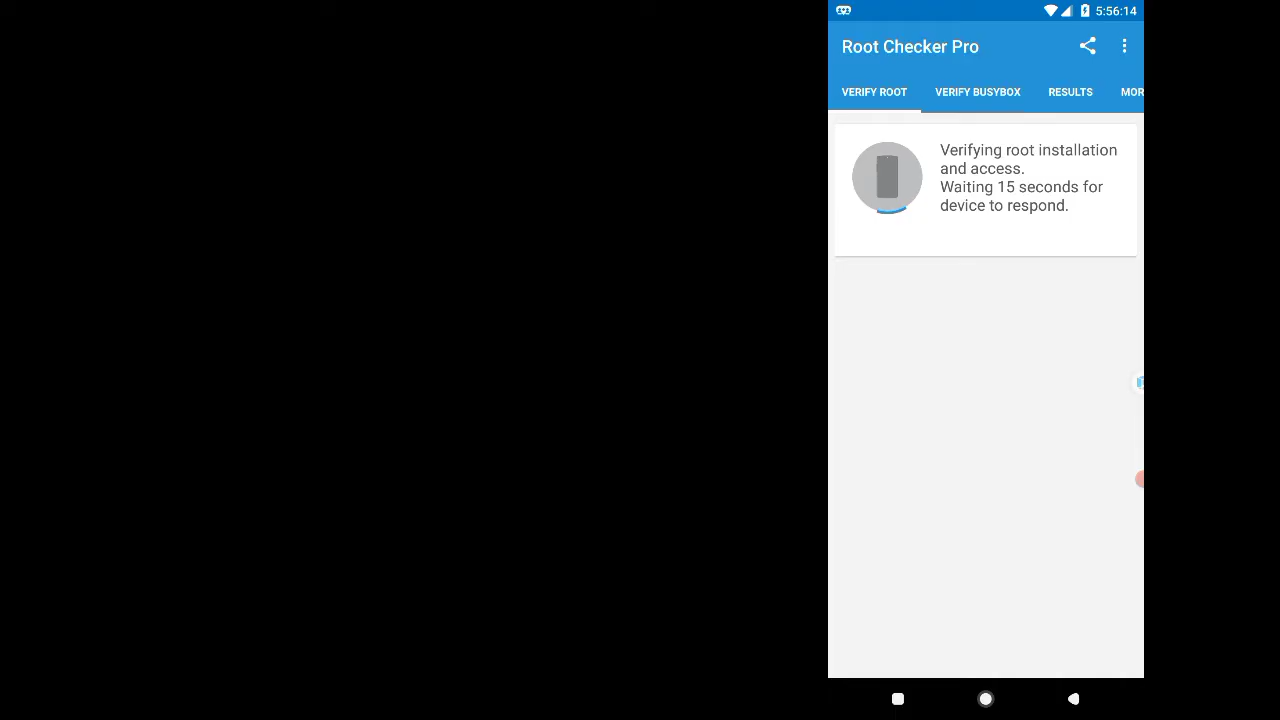 5:56:14
Root Checker Pro
VERIFY ROOT VERIFY BUSYBOX RESULTS MOR
Verifying root installation
and access.
Waiting 15 seconds for
device to respond.